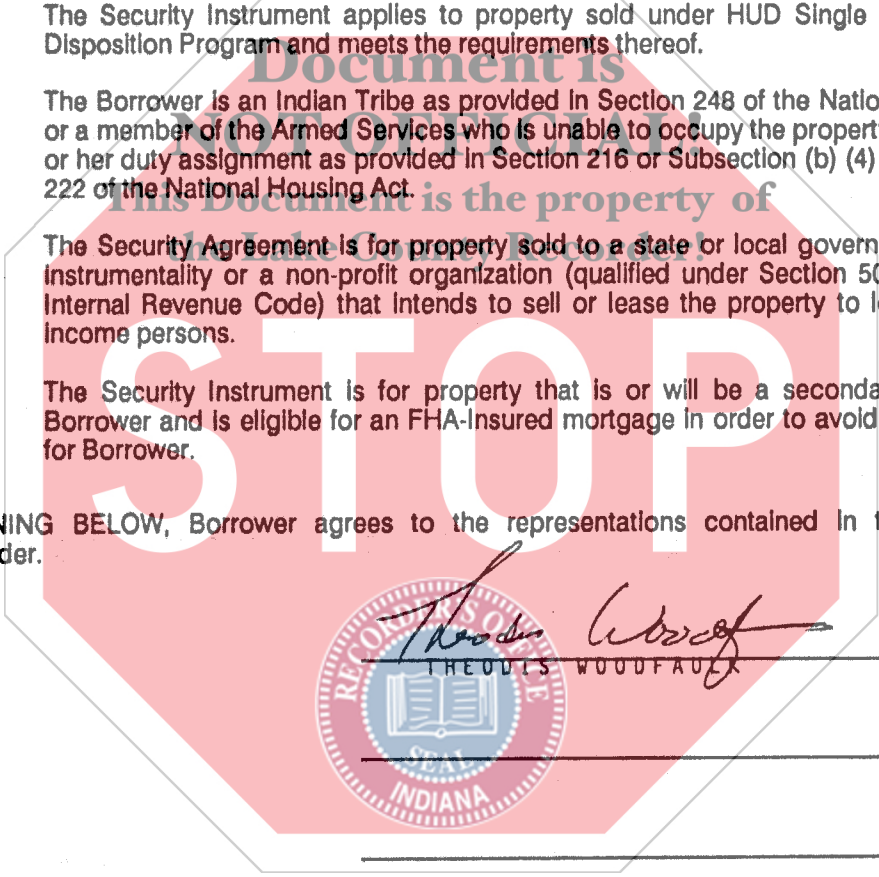 The Security Instrument applies to property sold under HUD Single
Disposition Program and meets the requirements thereof.
Document is
The Borrower is an Indian Tribe as provided in Section 248 of the Natio
NOT OFFICIAL!
or a member of the Armed Services who is unable to occupy the property
or her duty assignment as provided in Section 216 or Subsection (b) (4)
222 of the National Housing Act.
This Document is the property of
the Lake County Recorder!
The Security Agreement is for property sold to a state or local govern
instrumentality or a non-profit organization (qualified under Section 50
Internal Revenue Code) that intends to sell or lease the property to l
income persons.
STOP
The Security Instrument is for property that is or will be a seconda
Borrower and is eligible for an FHA-Insured mortgage in order to avoid
for Borrower.
NING BELOW, Borrower agrees to the representations contained in t
der.
Theodis Woodf
THEODIS WOODFAULK
RECORDER'S OFFICE
SEAL
INDIANA